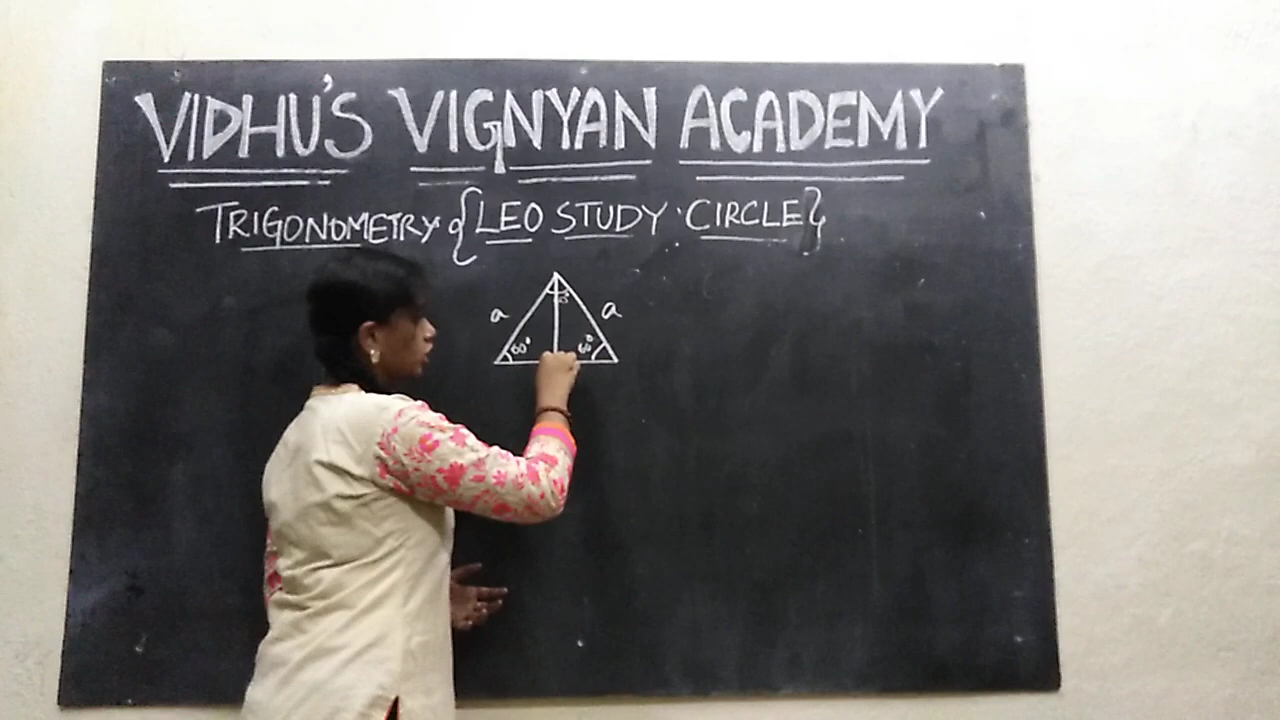 VIDHU'S VIGNYAN ACADEMY
TRIGONOMETRY {LEO STUDY CIRCLE}
a a
60° 60°